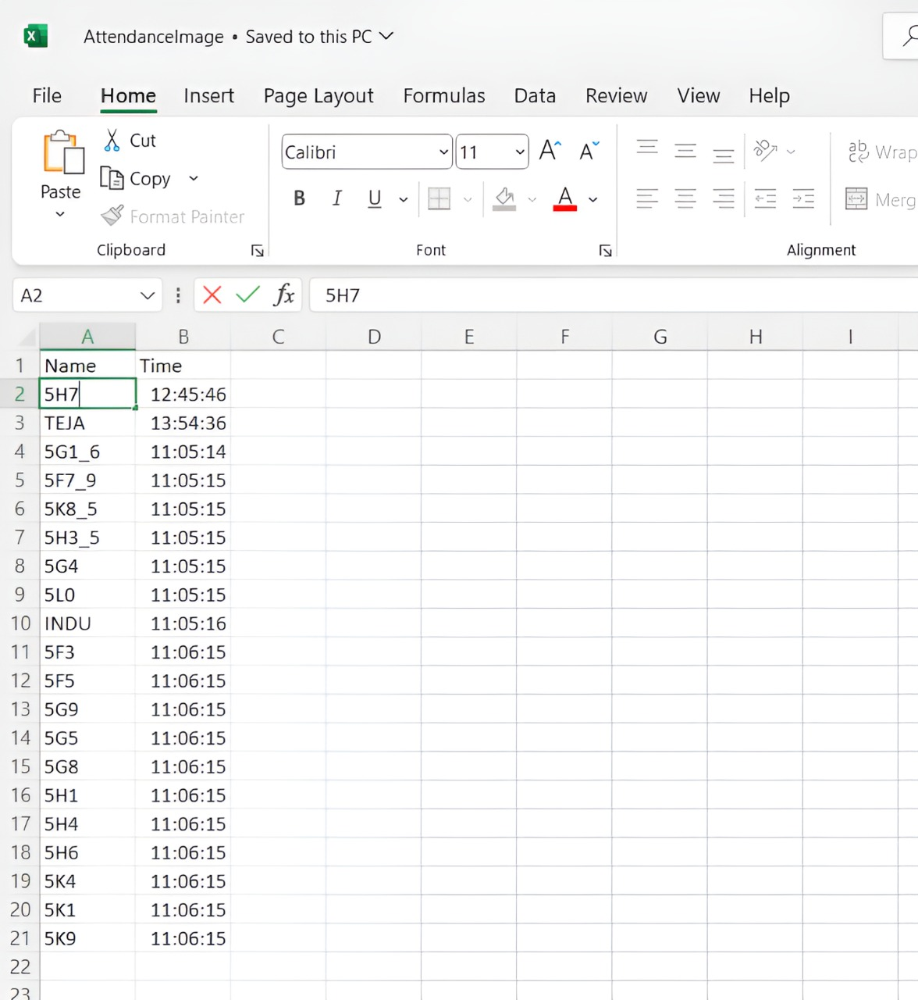 AttendanceImage • Saved to this PC
File Home Insert Page Layout Formulas Data Review View Help
Paste
Cut
Copy
Format Painter
Clipboard
Calibri 11 A A
B I U A
Font
ab Wrap
c Merg
Alignment
A2 fx 5H7
A B C D E F G H I
1 Name Time
2 5H7 12:45:46
3 TEJA 13:54:36
4 5G1_6 11:05:14
5 5F7_9 11:05:15
6 5K8_5 11:05:15
7 5H3_5 11:05:15
8 5G4 11:05:15
9 5L0 11:05:15
10 INDU 11:05:16
11 5F3 11:06:15
12 5F5 11:06:15
13 5G9 11:06:15
14 5G5 11:06:15
15 5G8 11:06:15
16 5H1 11:06:15
17 5H4 11:06:15
18 5H6 11:06:15
19 5K4 11:06:15
20 5K1 11:06:15
21 5K9 11:06:15
22
23